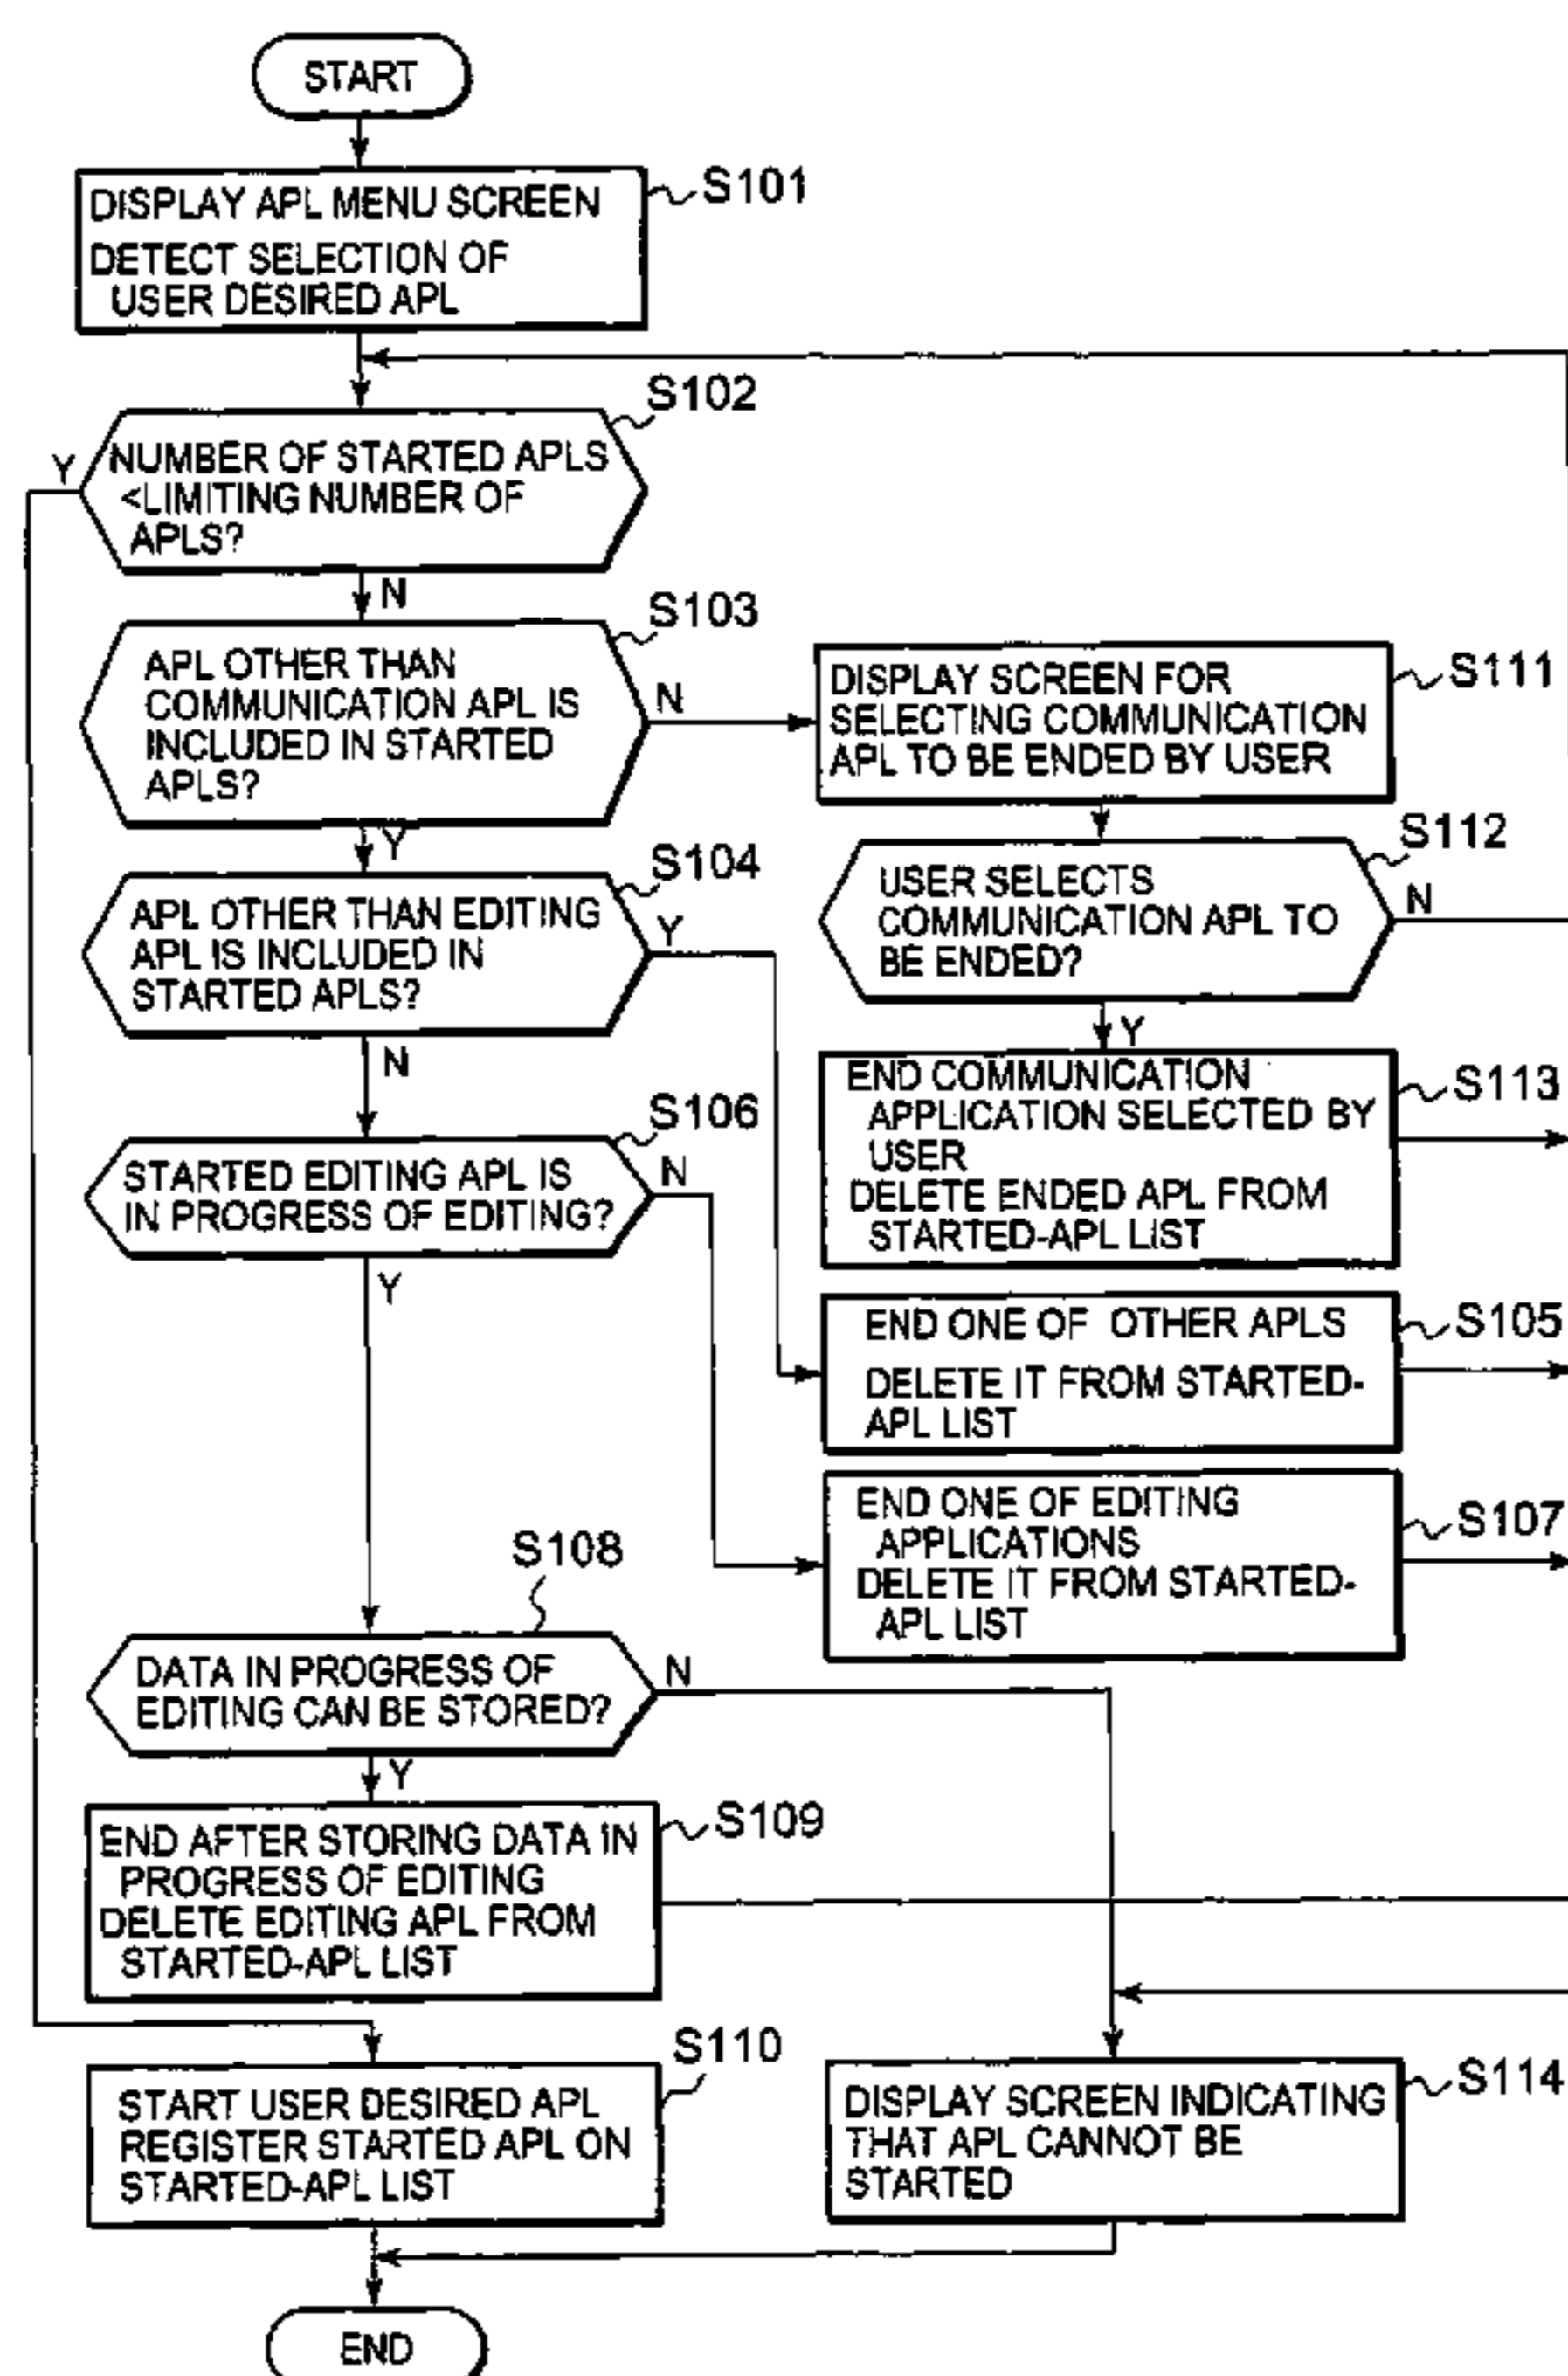 START
DISPLAY APL MENU SCREEN
DETECT SELECTION OF
USER DESIRED APL
S101
S102
NUMBER OF STARTED APLS
<LIMITING NUMBER OF
APLS?
Y
N
S103
APL OTHER THAN
COMMUNICATION APL IS
INCLUDED IN STARTED
APLS?
N
Y
DISPLAY SCREEN FOR
SELECTING COMMUNICATION
APL TO BE ENDED BY USER
S111
S104
APL OTHER THAN EDITING
APL IS INCLUDED IN
STARTED APLS?
Y
N
S112
USER SELECTS
COMMUNICATION APL TO
BE ENDED?
N
Y
END COMMUNICATION
APPLICATION SELECTED BY
USER
DELETE ENDED APL FROM
STARTED-APL LIST
S113
S106
STARTED EDITING APL IS
IN PROGRESS OF EDITING?
N
Y
END ONE OF OTHER APLS
DELETE IT FROM STARTED-
APL LIST
S105
END ONE OF EDITING
APPLICATIONS
DELETE IT FROM STARTED-
APL LIST
S107
S108
DATA IN PROGRESS OF
EDITING CAN BE STORED?
N
Y
END AFTER STORING DATA IN
PROGRESS OF EDITING
DELETE EDITING APL FROM
STARTED-APL LIST
S109
S110
START USER DESIRED APL
REGISTER STARTED APL ON
STARTED-APL LIST
DISPLAY SCREEN INDICATING
THAT APL CANNOT BE
STARTED
S114
END